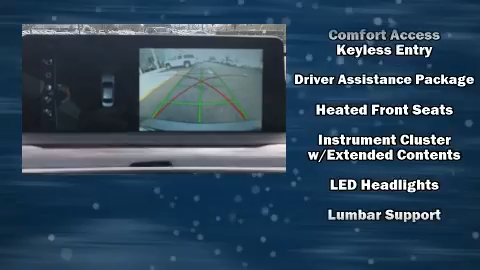 Comfort Access
Keyless Entry
Driver Assistance Package
Heated Front Seats
Instrument Cluster
w/Extended Contents
LED Headlights
Lumbar Support